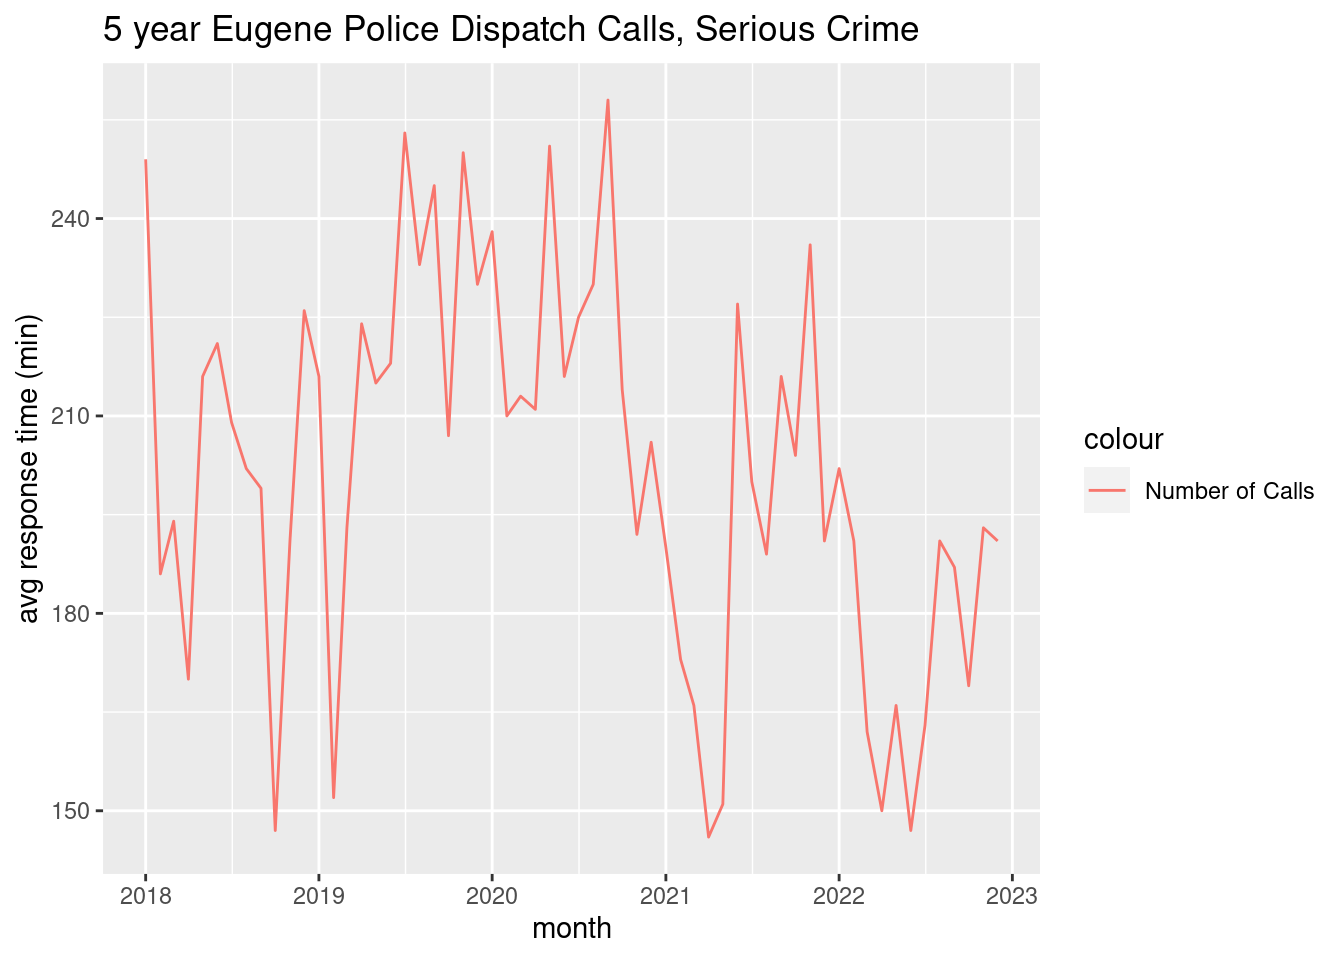 5 year Eugene Police Dispatch Calls, Serious Crime
avg response time (min)
240
210
180
150
2018 2019 2020 2021 2022 2023
month
colour
Number of Calls